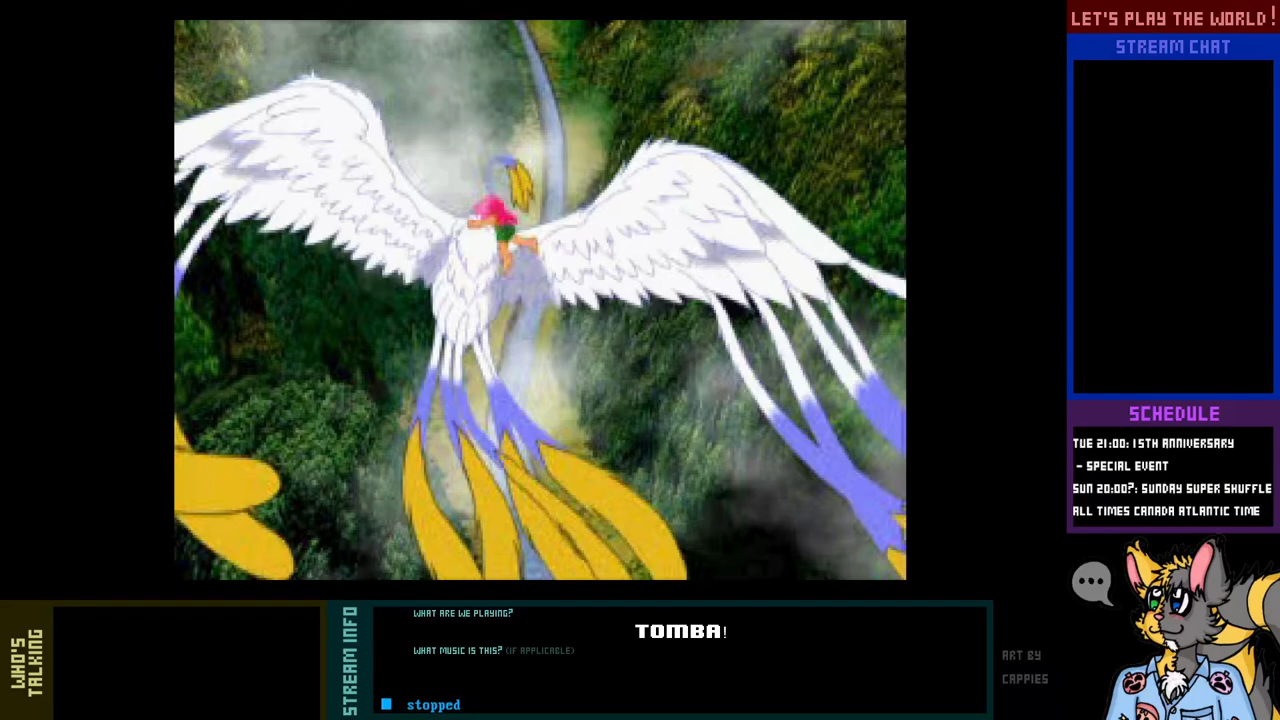 LET'S PLAY THE WORLD!
STREAM CHAT
SCHEDULE
TUE 21:00: 15TH ANNIVERSARY
- SPECIAL EVENT
SUN 20:00?: SUNDAY SUPER SHUFFLE
ALL TIMES CANADA ATLANTIC TIME
...
WHO'S
TALKING
STREAM INFO
WHAT ARE WE PLAYING?
TOMBA!
WHAT MUSIC IS THIS? (IF APPLICABLE)
stopped
ART BY
CAPPIES